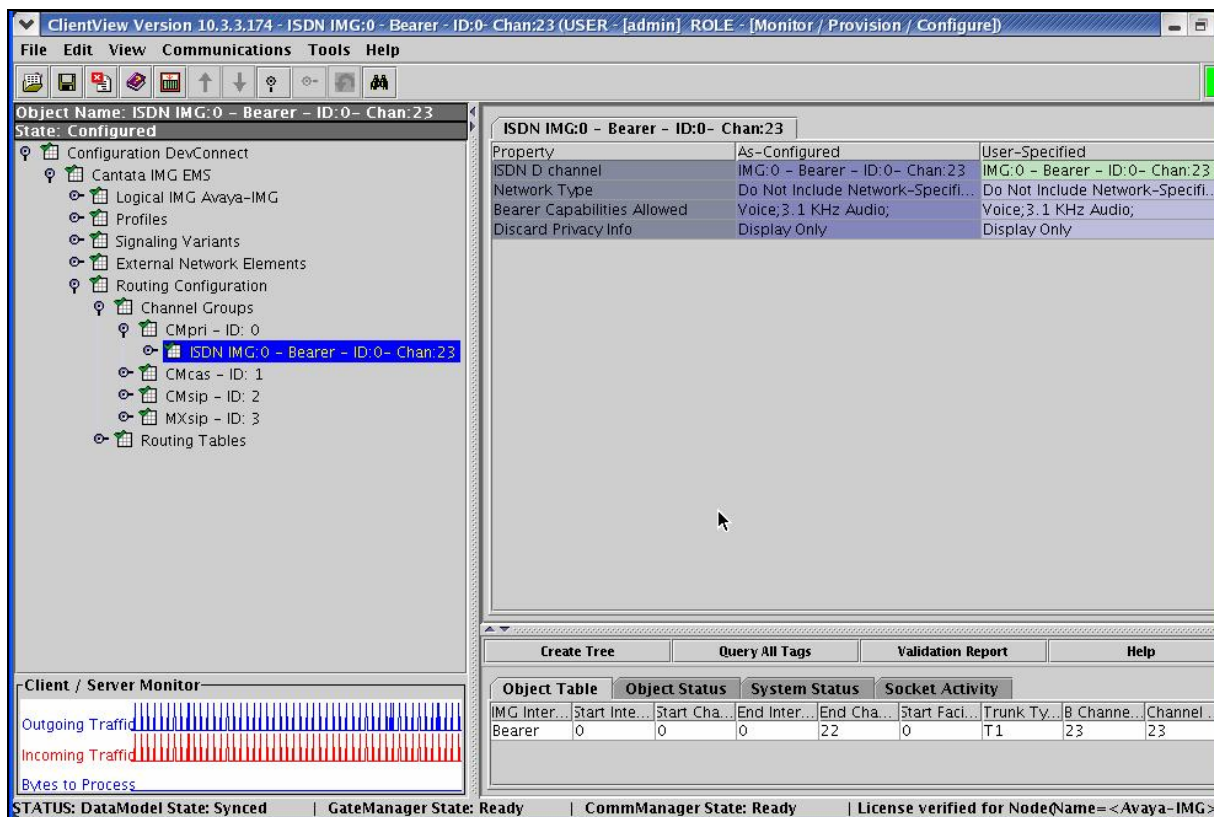 ClientView Version 10.3.3.174 - ISDN IMG:0 - Bearer - ID:0- Chan:23 (USER - [admin] ROLE - [Monitor / Provision / Configure])
File Edit View Communications Tools Help
Object Name: ISDN IMG:0 - Bearer - ID:0- Chan:23
State: Configured
Configuration DevConnect
Cantata IMG EMS
Logical IMG Avaya-IMG
Profiles
Signaling Variants
External Network Elements
Routing Configuration
Channel Groups
CMpri - ID: 0
ISDN IMG:0 - Bearer - ID:0- Chan:23
CMcas - ID: 1
CMsip - ID: 2
MXsip - ID: 3
Routing Tables
ISDN IMG:0 - Bearer - ID:0- Chan:23
Property As-Configured User-Specified
ISDN D channel IMG:0 - Bearer - ID:0- Chan:23 IMG:0 - Bearer - ID:0- Chan:23
Network Type Do Not Include Network-Specifi... Do Not Include Network-Specifi...
Bearer Capabilities Allowed Voice;3.1 KHz Audio; Voice;3.1 KHz Audio;
Discard Privacy Info Display Only Display Only
Create Tree Query All Tags Validation Report Help
Object Table Object Status System Status Socket Activity
IMG Inter... Start Inte... Start Cha... End Inter... End Cha... Start Faci... Trunk Ty... B Channe... Channel ...
Bearer 0 0 0 22 0 T1 23 23
Client / Server Monitor
Outgoing Traffic
Incoming Traffic
Bytes to Process
STATUS: DataModel State: Synced | GateManager State: Ready | CommManager State: Ready | License verified for Node(Name=<Avaya-IMG>